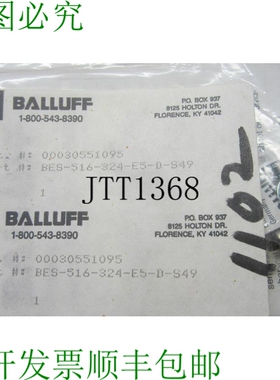 图必究
BALLUFF
1-800-543-8390
P.O. BOX 937
8125 HOLTON DR.
FLORENCE, KY 41042
#: 00030551095
t #: BES-516-324-E5-D-S49
1
JTT1368
1102
BALLUFF
1-800-543-8390
P.O. BOX 937
8125 HOLTON DR.
FLORENCE, KY 41042
#: 00030551095
#: BES-516-324-E5-D-S49
1
开发票顺丰包邮